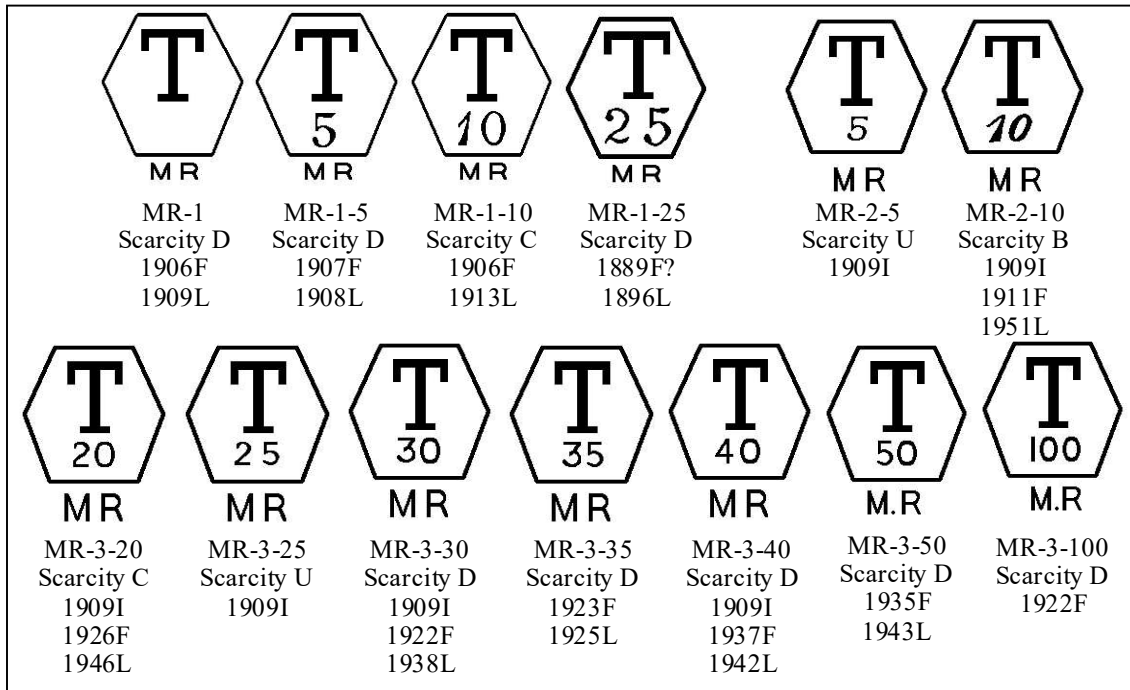 T
MR
MR-1
Scarcity D
1906F
1909L
T
5
MR
MR-1-5
Scarcity D
1907F
1908L
T
10
MR
MR-1-10
Scarcity C
1906F
1913L
T
25
MR
MR-1-25
Scarcity D
1889F?
1896L
T
5
MR
MR-2-5
Scarcity U
1909I
T
10
MR
MR-2-10
Scarcity B
1909I
1911F
1951L
T
20
MR
MR-3-20
Scarcity C
1909I
1926F
1946L
T
25
MR
MR-3-25
Scarcity U
1909I
T
30
MR
MR-3-30
Scarcity D
1909I
1922F
1938L
T
35
MR
MR-3-35
Scarcity D
1923F
1925L
T
40
MR
MR-3-40
Scarcity D
1909I
1937F
1942L
T
50
M.R
MR-3-50
Scarcity D
1935F
1943L
T
100
M.R
MR-3-100
Scarcity D
1922F